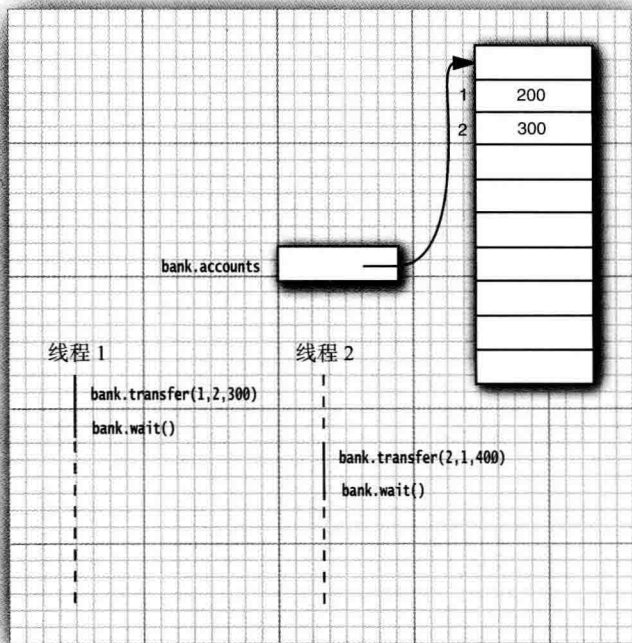 1 200
2 300
bank.accounts
线程 1 线程 2
bank.transfer(1,2,300)
bank.wait()
bank.transfer(2,1,400)
bank.wait()